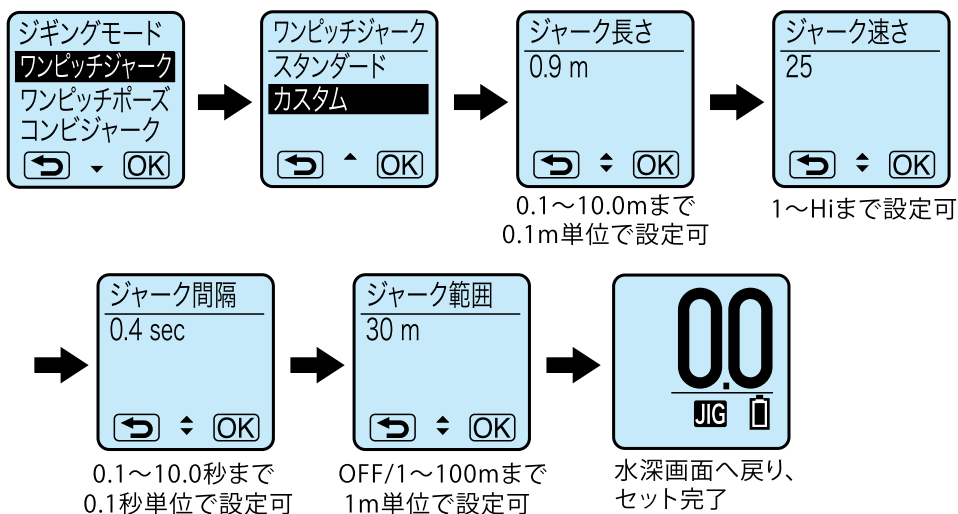 ジギングモード
ワンピッチジャーク
ワンピッチポーズ
コンビジャーク
OK
ワンピッチジャーク
スタンダード
カスタム
OK
ジャーク長さ
0.9 m
OK
0.1〜10.0mまで
0.1m単位で設定可
ジャーク速さ
25
OK
1〜Hiまで設定可
ジャーク間隔
0.4 sec
OK
0.1〜10.0秒まで
0.1秒単位で設定可
ジャーク範囲
30 m
OK
OFF/1〜100mまで
1m単位で設定可
0.0
JIG
水深画面へ戻り、
セット完了